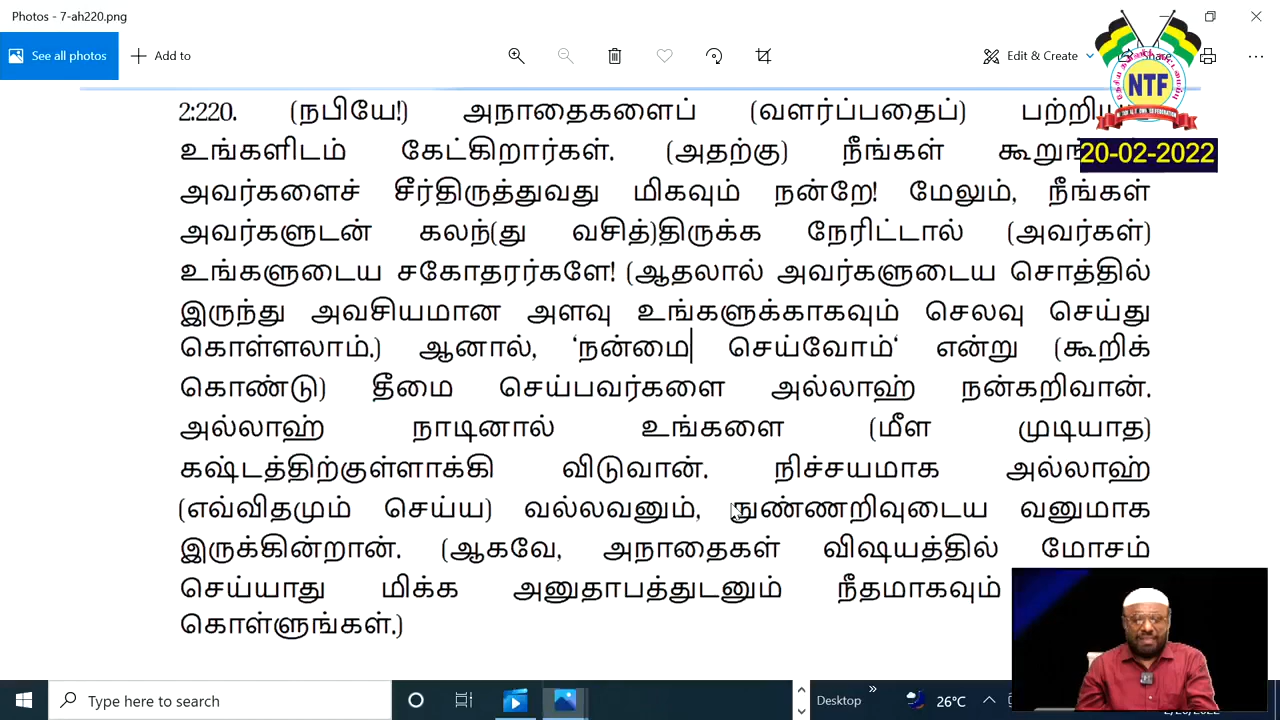 Photos - 7-ah220.png
See all photos
Add to
Edit & Create
Share
NTF
20-02-2022
2:220. (நபியே!) அநாதைகளைப் (வளர்ப்பதைப்)
உங்களிடம் கேட்கிறார்கள். (அதற்கு) நீங்கள்
அவர்களைச் சீர்திருத்துவது மிகவும் நன்றே! மேலும், நீங்கள்
அவர்களுடன் கலந்(து வசித்)திருக்க நேரிட்டால் (அவர்கள்)
உங்களுடைய சகோதரர்களே! (ஆதலால் அவர்களுடைய சொத்தில்
இருந்து அவசியமான அளவு உங்களுக்காகவும் செலவு செய்து
கொள்ளலாம்.) ஆனால், ‘நன்மை செய்வோம்‘ என்று (கூறிக்
கொண்டு) தீமை செய்பவர்களை அல்லாஹ் நன்கறிவான்.
அல்லாஹ் நாடினால் உங்களை (மீள முடியாத)
கஷ்டத்திற்குள்ளாக்கி விடுவான். நிச்சயமாக அல்லாஹ்
(எவ்விதமும் செய்ய) வல்லவனும், நுண்ணறிவுடைய வனுமாக
இருக்கின்றான். (ஆகவே, அநாதைகள் விஷயத்தில் மோசம்
செய்யாது மிக்க அனுதாபத்துடனும் நீதமாகவும்
கொள்ளுங்கள்.)
Type here to search
Desktop
26°C